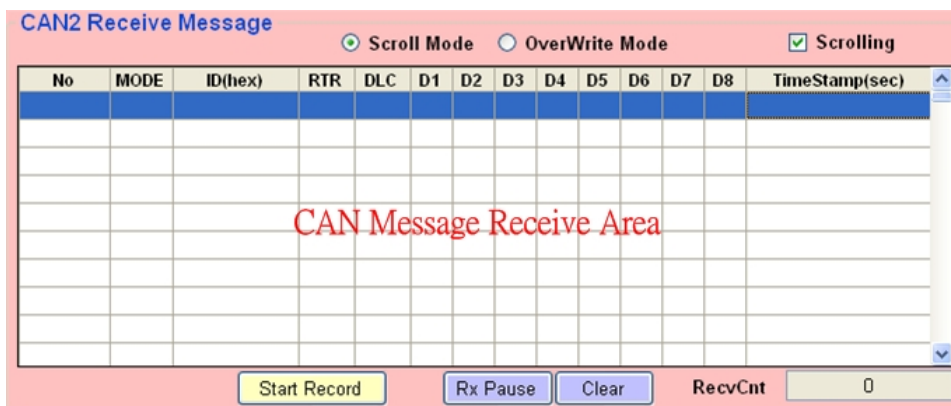 CAN2 Receive Message
Scroll Mode OverWrite Mode Scrolling
No MODE ID(hex) RTR DLC D1 D2 D3 D4 D5 D6 D7 D8 TimeStamp(sec)
CAN Message Receive Area
Start Record Rx Pause Clear RecvCnt 0